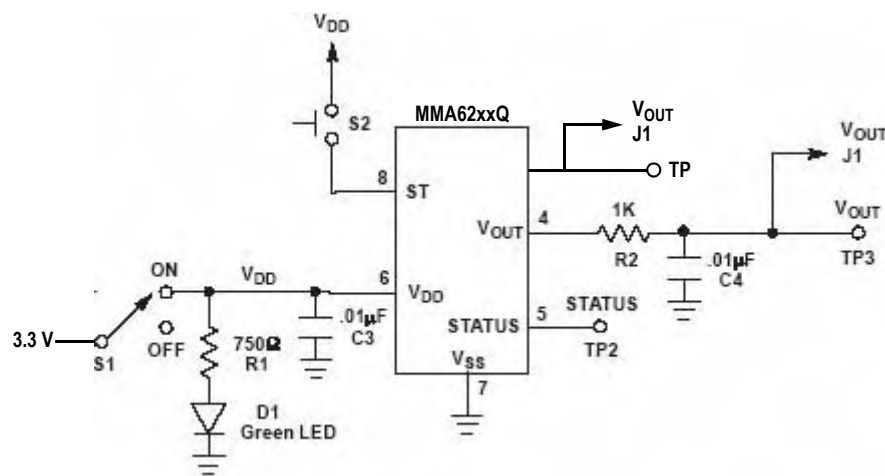 VDD
S2
MMA62xxQ
VOUT
J1
TP
VOUT
J1
8
ST
4
1K
VOUT
R2
VOUT
TP3
.01μF
C4
ON
VDD
6
VDD
.01μF
C3
5
STATUS
STATUS
TP2
3.3 V
S1
OFF
750Ω
R1
VSS
7
D1
Green LED